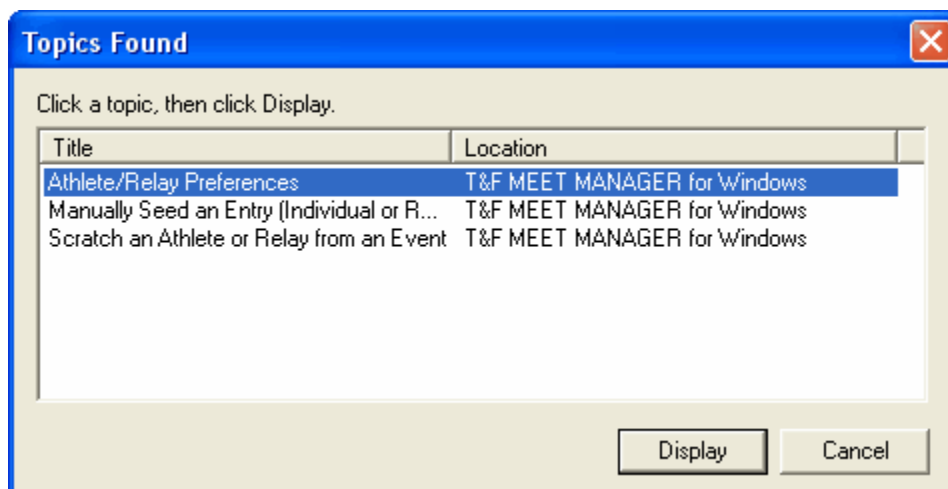 Topics Found
Click a topic, then click Display.
Title Location
Athlete/Relay Preferences T&F MEET MANAGER for Windows
Manually Seed an Entry (Individual or R... T&F MEET MANAGER for Windows
Scratch an Athlete or Relay from an Event T&F MEET MANAGER for Windows
Display Cancel